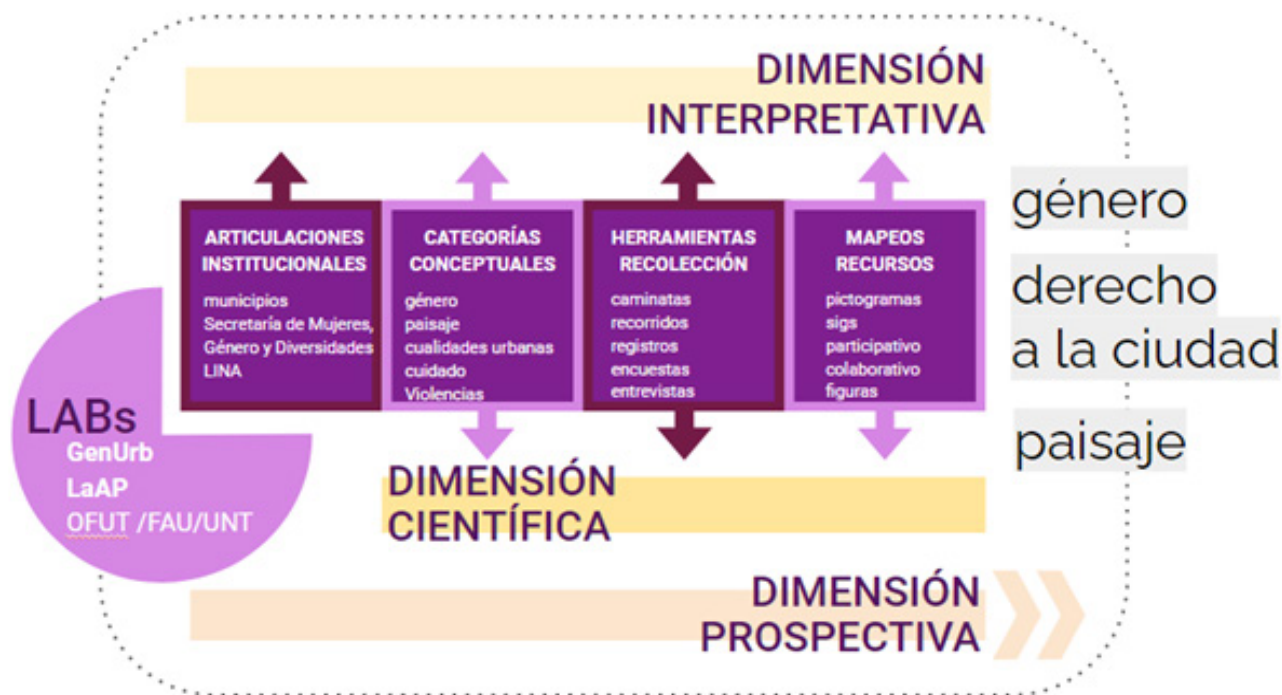 DIMENSIÓN
INTERPRETATIVA
ARTICULACIONES
INSTITUCIONALES
municipios
Secretaría de Mujeres,
Género y Diversidades
LINA
CATEGORÍAS
CONCEPTUALES
género
paisaje
cualidades urbanas
cuidado
Violencias
HERRAMIENTAS
RECOLECCIÓN
caminatas
recorridos
registros
encuestas
entrevistas
MAPEOS
RECURSOS
pictogramas
sigs
participativo
colaborativo
figuras
género
derecho
a la ciudad
paisaje
LABs
GenUrb
LaAP
OFUT /FAU/UNT
DIMENSIÓN
CIENTÍFICA
DIMENSIÓN
PROSPECTIVA